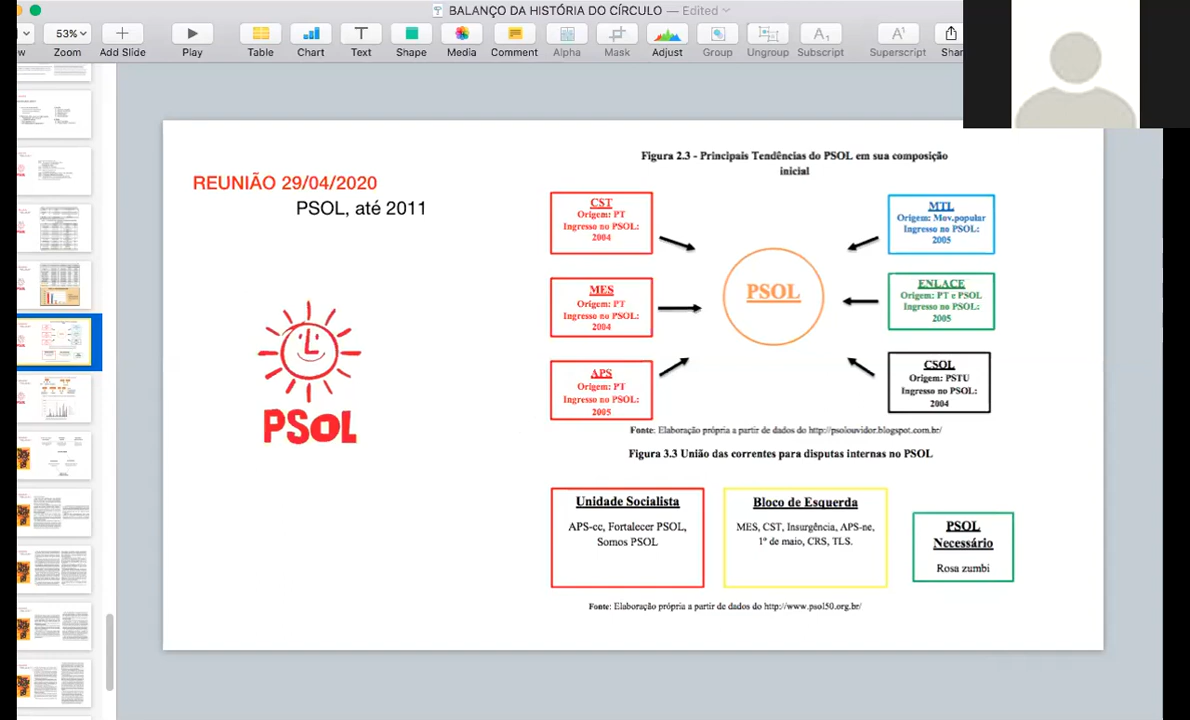 BALANÇO DA HISTÓRIA DO CÍRCULO — Edited
53%
Zoom
Add Slide
Play
Table
Chart
Text
Shape
Media
Comment
Alpha
Mask
Adjust
Group
Ungroup
Subscript
Superscript
REUNIÃO 29/04/2020
PSOL, até 2011
PSOL
Figura 2.3 - Principais Tendências do PSOL em sua composição
inicial
CST
Origem: PT
Ingresso no PSOL:
2004
MES
Origem: PT
Ingresso no PSOL:
2004
APS
Origem: PT
Ingresso no PSOL:
2005
PSOL
MTL
Origem: Mov.popular
Ingresso no PSOL:
2005
ENLACE
Origem: PT e PSOL
Ingresso no PSOL:
2005
CSOL
Origem: PSTU
Ingresso no PSOL:
2004
Fonte: Elaboração própria a partir de dados do http://psolouvidor.blogspot.com.br/
Figura 3.3 União das correntes para disputas internas no PSOL
Unidade Socialista
APS-cc, Fortalecer PSOL,
Somos PSOL
Bloco de Esquerda
MES, CST, Insurgência, APS-ne,
1º de maio, CRS, TLS.
PSOL
Necessário
Rosa zumbi
Fonte: Elaboração própria a partir de dados do http://www.psol50.org.br/